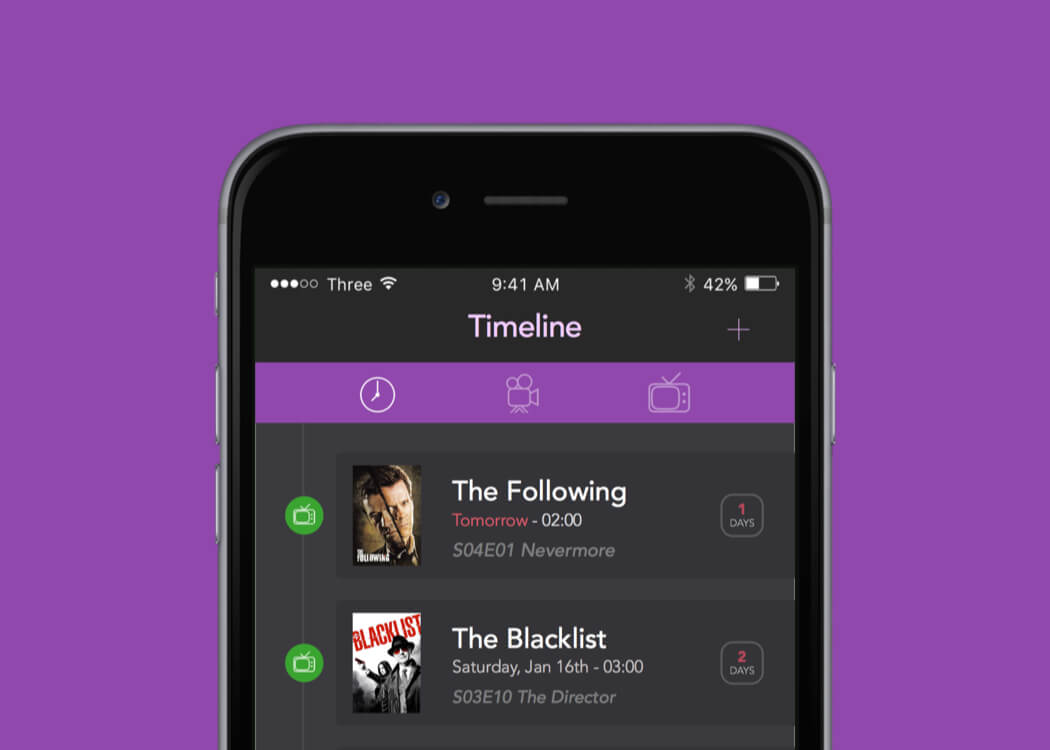 Three 9:41 AM 42%
Timeline
The Following
Tomorrow - 02:00
S04E01 Nevermore
1
DAYS
THE
FOLLOWING
The Blacklist
Saturday, Jan 16th - 03:00
S03E10 The Director
2
DAYS
BLACKLIST